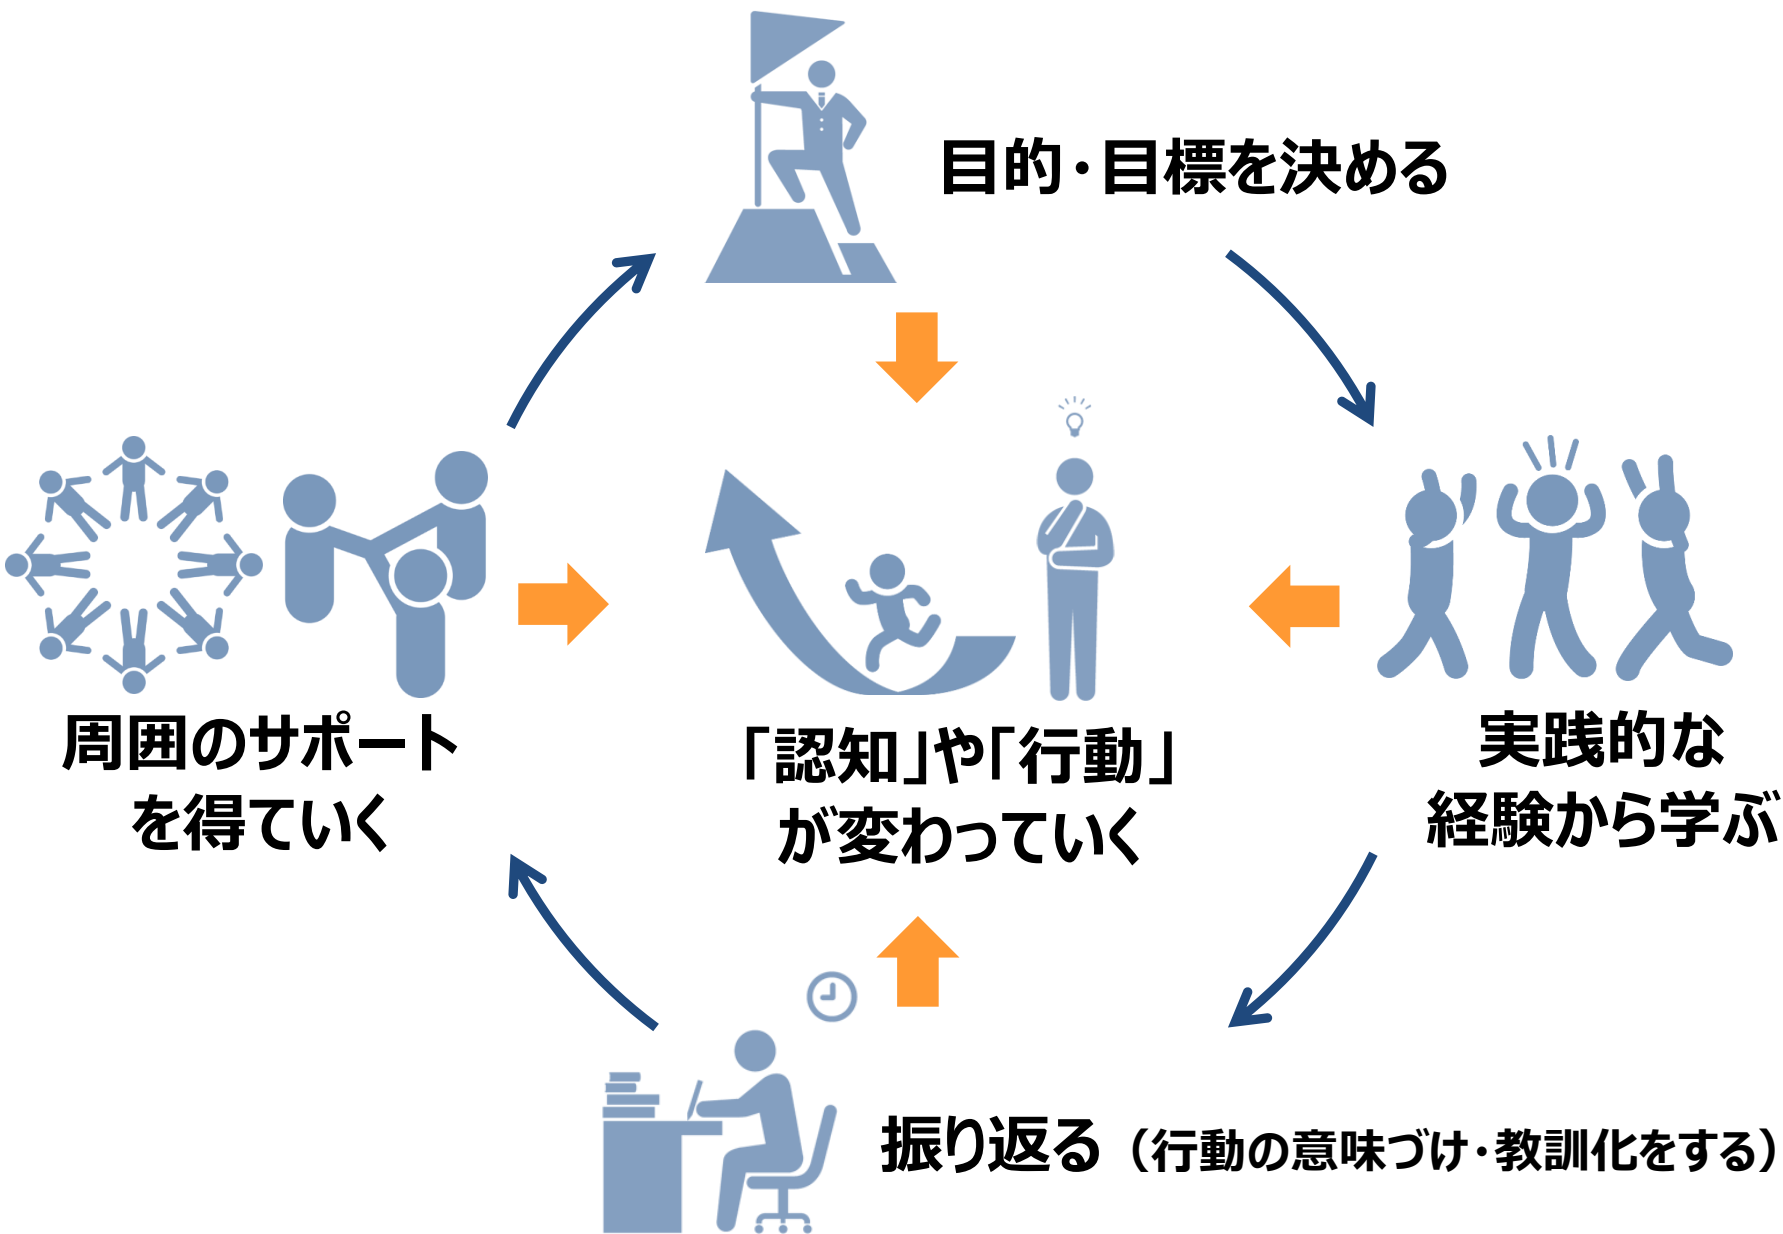 目的・目標を決める
周囲のサポート
を得ていく
「認知」や「行動」
が変わっていく
実践的な
経験から学ぶ
振り返る（行動の意味づけ・教訓化をする）